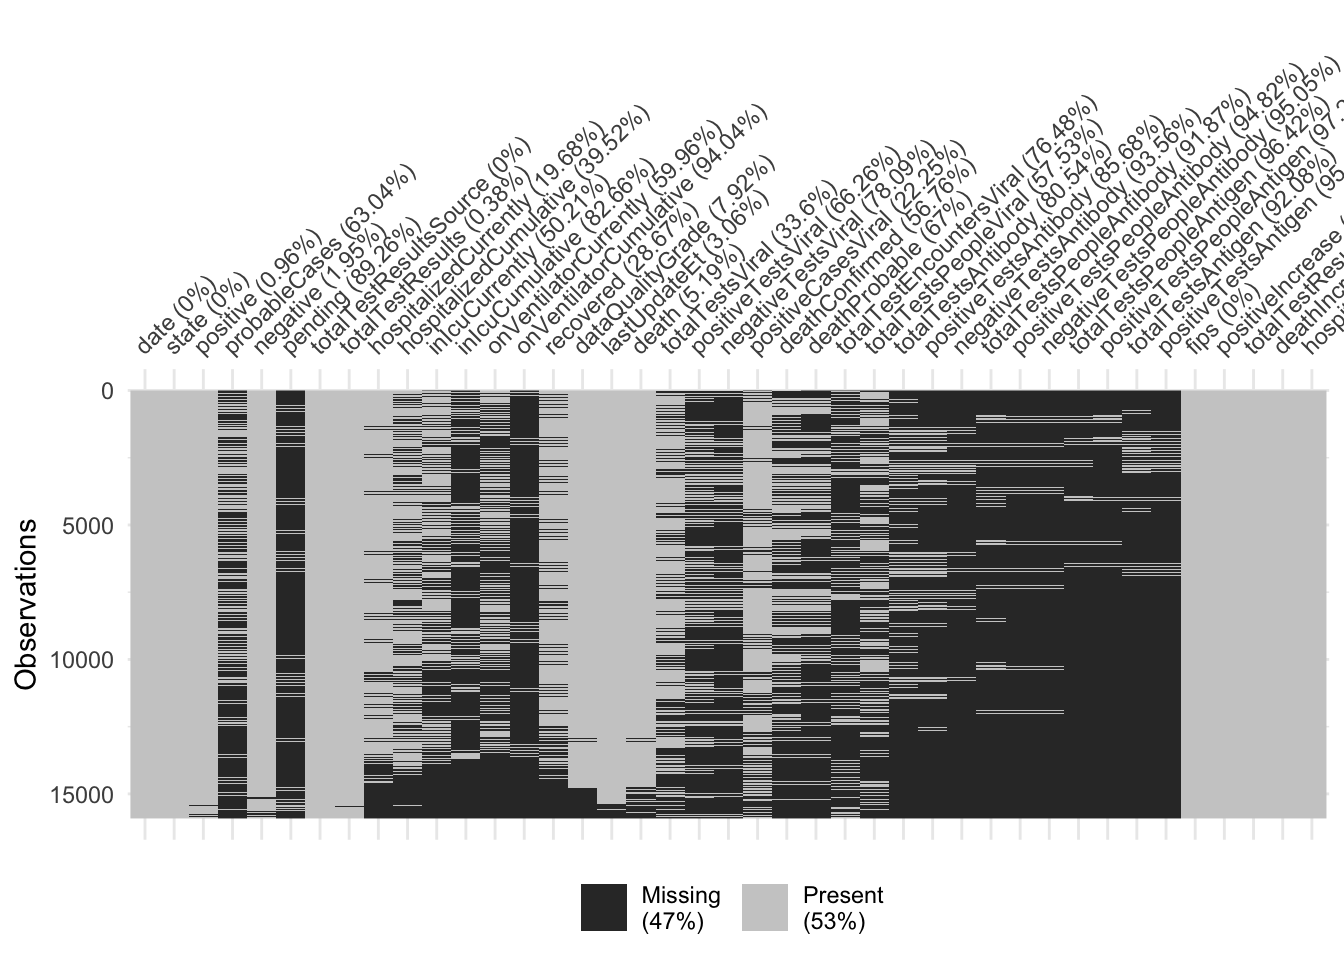 date (0%)
state (0%)
positive (0.96%)
probableCases (63.04%)
negative (1.95%)
pending (89.26%)
totalTestResultsSource (0%)
totalTestResults (0.38%)
hospitalizedCurrently (19.68%)
hospitalizedCumulative (39.52%)
inIcuCurrently (50.21%)
inIcuCumulative (82.66%)
onVentilatorCurrently (59.96%)
onVentilatorCumulative (94.04%)
recovered (28.67%)
dataQualityGrade (7.92%)
lastUpdateEt (3.06%)
death (5.19%)
totalTestsViral (33.6%)
positiveTestsViral (66.26%)
negativeTestsViral (78.09%)
positiveCasesViral (22.25%)
deathConfirmed (56.76%)
deathProbable (67%)
totalTestEncountersViral (76.48%)
totalTestsPeopleViral (57.53%)
totalTestsAntibody (80.54%)
positiveTestsAntibody (85.68%)
negativeTestsAntibody (93.56%)
totalTestsPeopleAntibody (91.87%)
positiveTestsPeopleAntibody (94.82%)
negativeTestsPeopleAntibody (95.05%)
totalTestsPeopleAntigen (96.42%)
positiveTestsPeopleAntigen
totalTestsAntigen (92.08%)
positiveTestsAntigen
fips (0%)
positiveIncrease
totalTestRes
deathInc
hospi
0
5000
10000
15000
Observations
Missing
(47%)
Present
(53%)